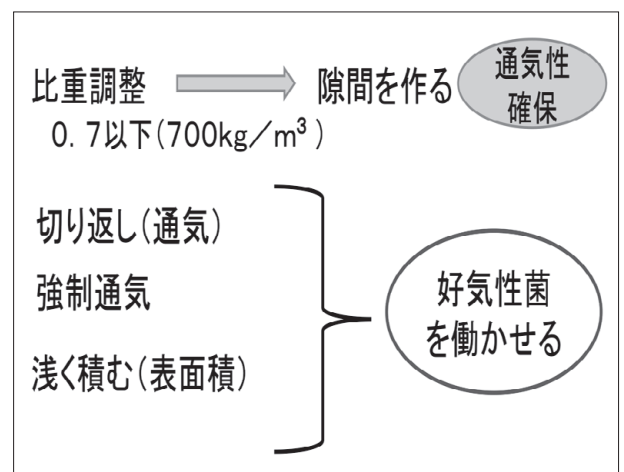 比重調整
隙間を作る
通気性
確保
0.7以下(700kg／m³)
切り返し(通気)
強制通気
浅く積む(表面積)
好気性菌
を働かせる